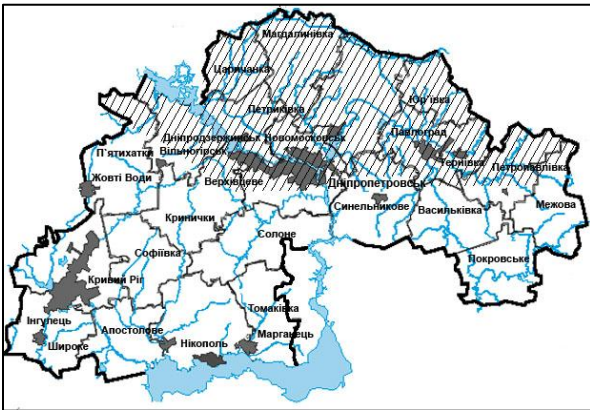 Магдалинівка
Царичанка
Юр'ївка
Петриківка
Дніпродзержинськ Новомосковськ
Павлоград
Вільногірськ
П'ятихатки
Тернівка
Петропавлівка
Жовті Води
Верхівцеве
Дніпропетровськ
Межова
Синельникове
Васильківка
Кринички
Солоне
Софіївка
Покровське
Кривий Ріг
Томаківка
Інгулець
Апостолове
Марганець
Широке
Нікополь